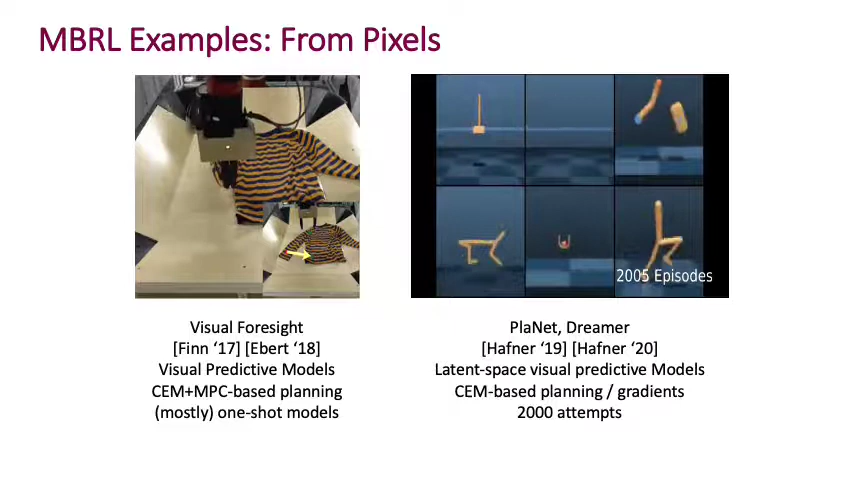 MBRL Examples: From Pixels
2005 Episodes
Visual Foresight
[Finn ‘17] [Ebert ‘18]
Visual Predictive Models
CEM+MPC-based planning
(mostly) one-shot models
PlaNet, Dreamer
[Hafner ‘19] [Hafner ‘20]
Latent-space visual predictive Models
CEM-based planning / gradients
2000 attempts